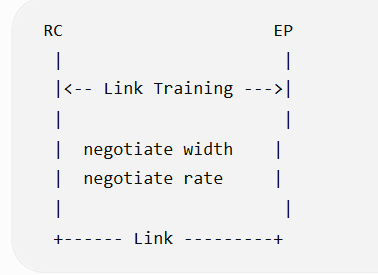 RC                     EP
 |                      |
 |<-- Link Training --->|
 |                      |
 |  negotiate width    |
 |  negotiate rate     |
 |                      |
 +------ Link ---------+